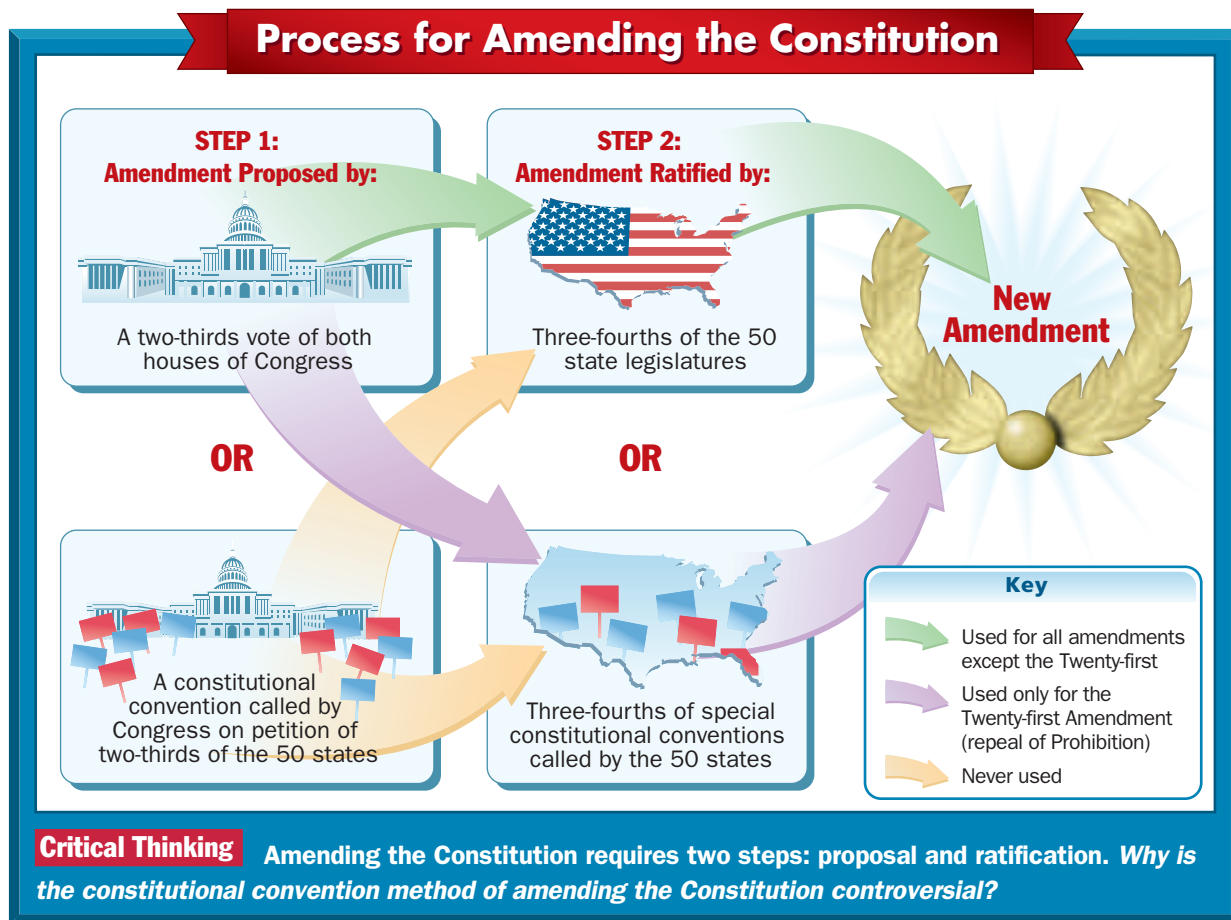 Process for Amending the Constitution
STEP 1:
Amendment Proposed by:
A two-thirds vote of both
houses of Congress
OR
A constitutional
convention called by
Congress on petition of
two-thirds of the 50 states
STEP 2:
Amendment Ratified by:
Three-fourths of the 50
state legislatures
OR
Three-fourths of special
constitutional conventions
called by the 50 states
New
Amendment
Key
Used for all amendments
except the Twenty-first
Used only for the
Twenty-first Amendment
(repeal of Prohibition)
Never used
Critical Thinking Amending the Constitution requires two steps: proposal and ratification. Why is
the constitutional convention method of amending the Constitution controversial?